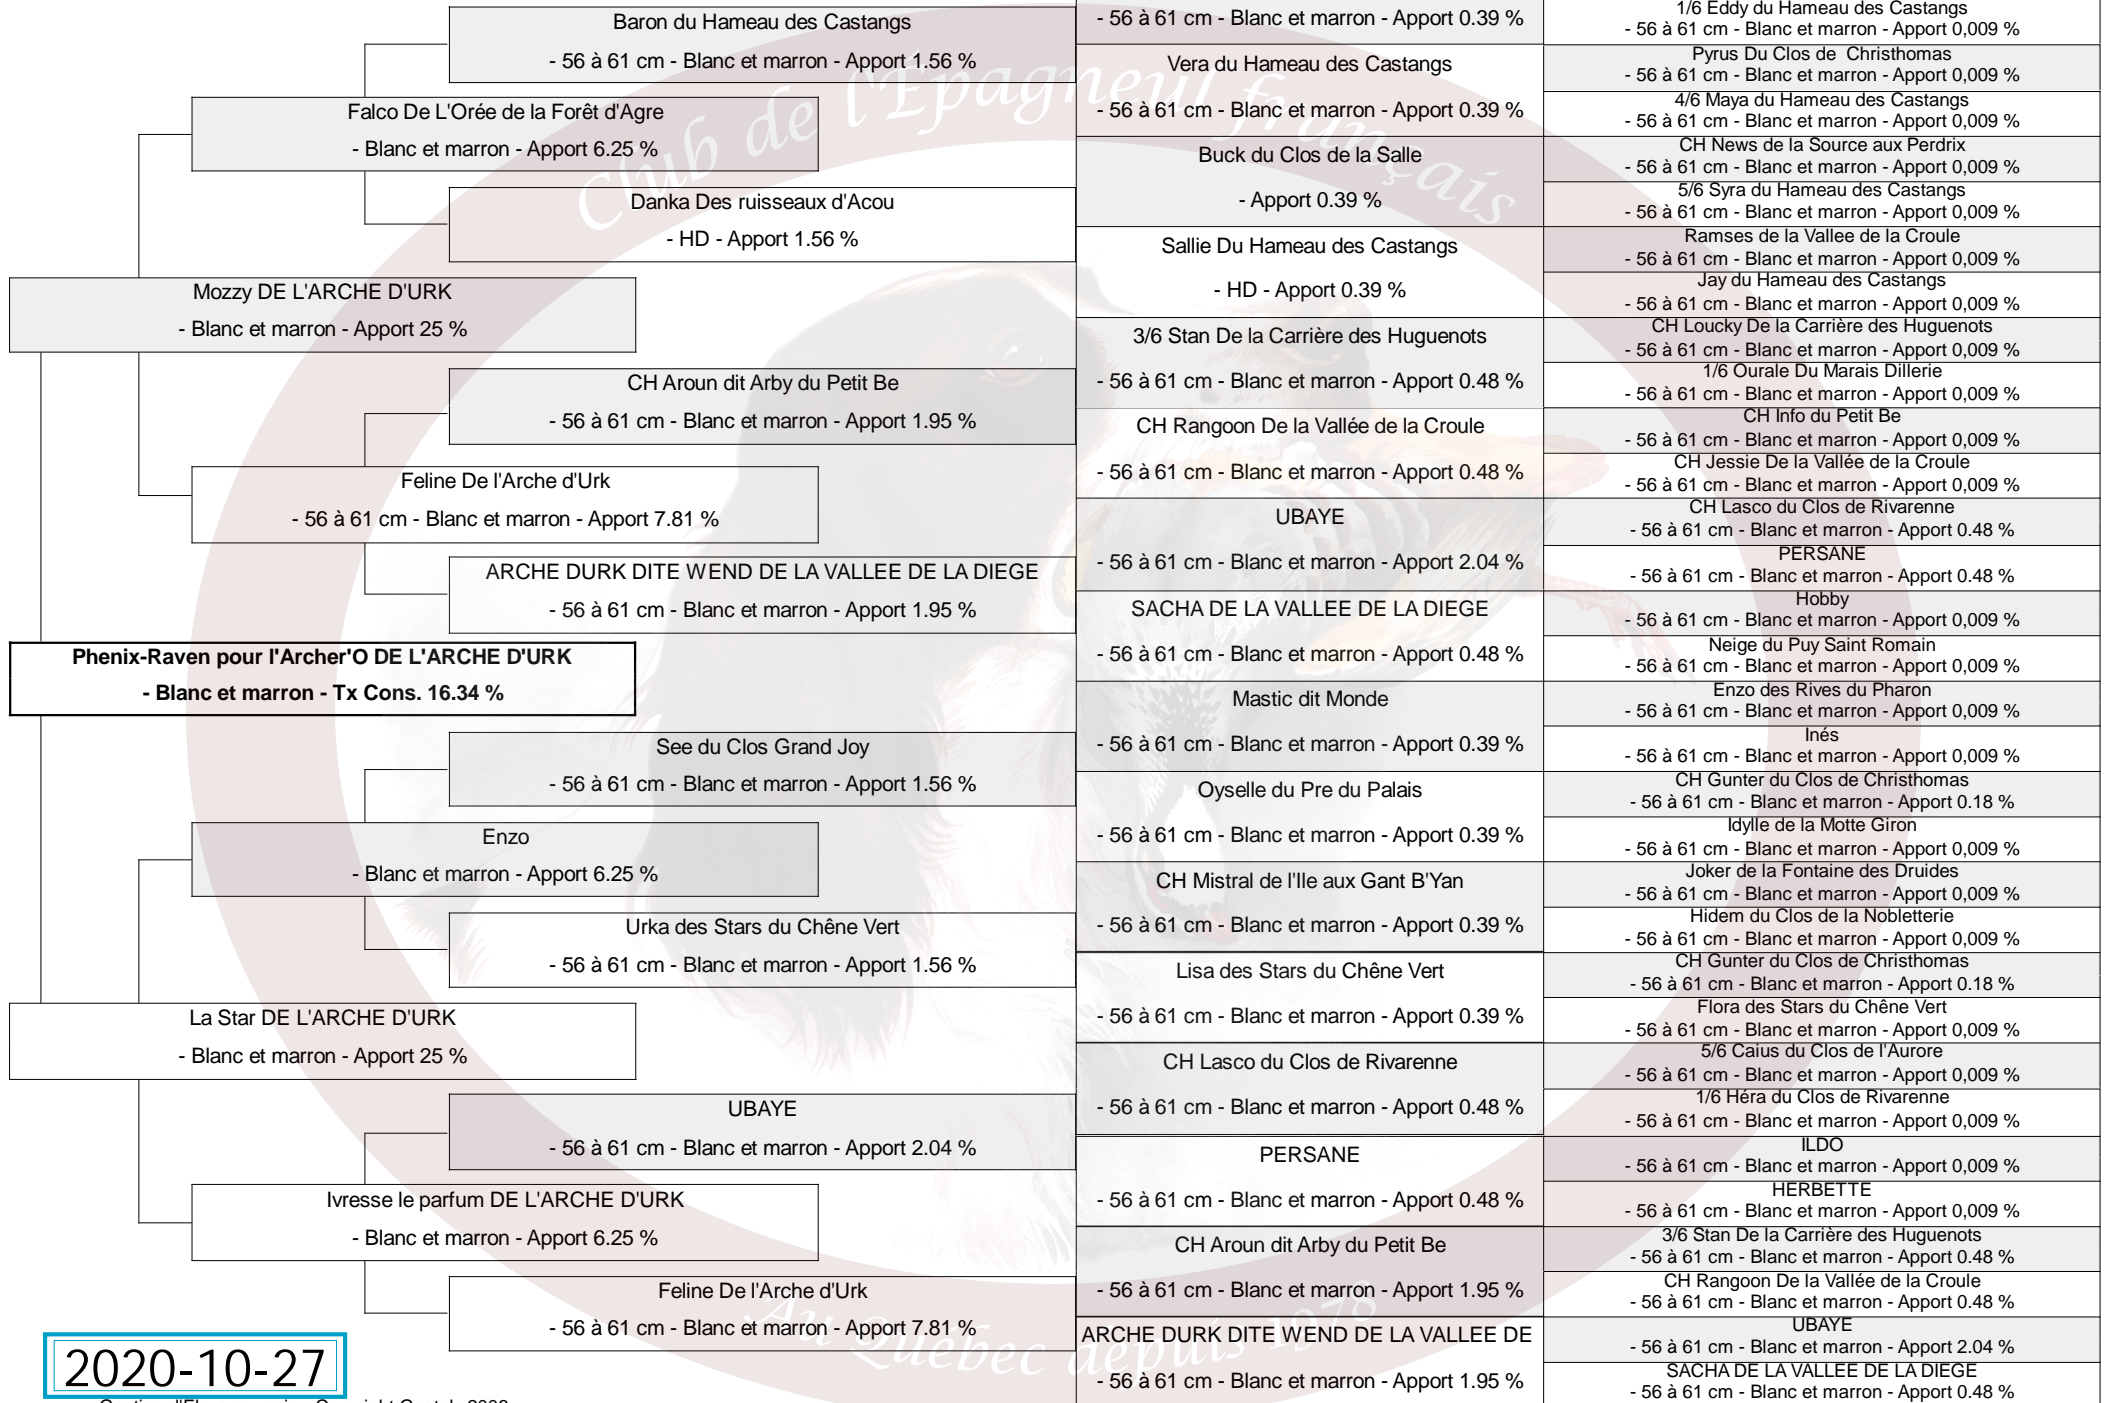 Baron du Hameau des Castangs
- 56 à 61 cm - Blanc et marron - Apport 1.56 %
Falco De L'Orée de la Forêt d'Agre
- Blanc et marron - Apport 6.25 %
Danka Des ruisseaux d'Acou
- HD - Apport 1.56 %
Mozzy DE L'ARCHE D'URK
- Blanc et marron - Apport 25 %
CH Aroun dit Arby du Petit Be
- 56 à 61 cm - Blanc et marron - Apport 1.95 %
Feline De l'Arche d'Urk
- 56 à 61 cm - Blanc et marron - Apport 7.81 %
ARCHE DURK DITE WEND DE LA VALLEE DE LA DIEGE
- 56 à 61 cm - Blanc et marron - Apport 1.95 %
Phenix-Raven pour l'Archer'O DE L'ARCHE D'URK
- Blanc et marron - Tx Cons. 16.34 %
See du Clos Grand Joy
- 56 à 61 cm - Blanc et marron - Apport 1.56 %
Enzo
- Blanc et marron - Apport 6.25 %
Urka des Stars du Chêne Vert
- 56 à 61 cm - Blanc et marron - Apport 1.56 %
La Star DE L'ARCHE D'URK
- Blanc et marron - Apport 25 %
UBAYE
- 56 à 61 cm - Blanc et marron - Apport 2.04 %
Ivresse le parfum DE L'ARCHE D'URK
- Blanc et marron - Apport 6.25 %
Feline De l'Arche d'Urk
- 56 à 61 cm - Blanc et marron - Apport 7.81 %
2020-10-27
- 56 à 61 cm - Blanc et marron - Apport 0.39 %
Vera du Hameau des Castangs
- 56 à 61 cm - Blanc et marron - Apport 0.39 %
Buck du Clos de la Salle
- Apport 0.39 %
Sallie Du Hameau des Castangs
- HD - Apport 0.39 %
3/6 Stan De la Carrière des Huguenots
- 56 à 61 cm - Blanc et marron - Apport 0.48 %
CH Rangoon De la Vallée de la Croule
- 56 à 61 cm - Blanc et marron - Apport 0.48 %
UBAYE
- 56 à 61 cm - Blanc et marron - Apport 2.04 %
SACHA DE LA VALLEE DE LA DIEGE
- 56 à 61 cm - Blanc et marron - Apport 0.48 %
Mastic dit Monde
- 56 à 61 cm - Blanc et marron - Apport 0.39 %
Oyselle du Pre du Palais
- 56 à 61 cm - Blanc et marron - Apport 0.39 %
CH Mistral de l'Ile aux Gant B'Yan
- 56 à 61 cm - Blanc et marron - Apport 0.39 %
Lisa des Stars du Chêne Vert
- 56 à 61 cm - Blanc et marron - Apport 0.39 %
CH Lasco du Clos de Rivarenne
- 56 à 61 cm - Blanc et marron - Apport 0.48 %
PERSANE
- 56 à 61 cm - Blanc et marron - Apport 0.48 %
CH Aroun dit Arby du Petit Be
- 56 à 61 cm - Blanc et marron - Apport 1.95 %
ARCHE DURK DITE WEND DE LA VALLEE DE
- 56 à 61 cm - Blanc et marron - Apport 1.95 %
1/6 Eddy du Hameau des Castangs
- 56 à 61 cm - Blanc et marron - Apport 0,009 %
Pyrus Du Clos de Christhomas
- 56 à 61 cm - Blanc et marron - Apport 0,009 %
4/6 Maya du Hameau des Castangs
- 56 à 61 cm - Blanc et marron - Apport 0,009 %
CH News de la Source aux Perdrix
- 56 à 61 cm - Blanc et marron - Apport 0,009 %
5/6 Syra du Hameau des Castangs
- 56 à 61 cm - Blanc et marron - Apport 0,009 %
Ramses de la Vallee de la Croule
- 56 à 61 cm - Blanc et marron - Apport 0,009 %
Jay du Hameau des Castangs
- 56 à 61 cm - Blanc et marron - Apport 0,009 %
CH Loucky De la Carrière des Huguenots
- 56 à 61 cm - Blanc et marron - Apport 0,009 %
1/6 Ourale Du Marais Dillerie
- 56 à 61 cm - Blanc et marron - Apport 0,009 %
CH Info du Petit Be
- 56 à 61 cm - Blanc et marron - Apport 0,009 %
CH Jessie De la Vallée de la Croule
- 56 à 61 cm - Blanc et marron - Apport 0,009 %
CH Lasco du Clos de Rivarenne
- 56 à 61 cm - Blanc et marron - Apport 0.48 %
PERSANE
- 56 à 61 cm - Blanc et marron - Apport 0.48 %
Hobby
- 56 à 61 cm - Blanc et marron - Apport 0,009 %
Neige du Puy Saint Romain
- 56 à 61 cm - Blanc et marron - Apport 0,009 %
Enzo des Rives du Pharon
- 56 à 61 cm - Blanc et marron - Apport 0,009 %
Inés
- 56 à 61 cm - Blanc et marron - Apport 0,009 %
CH Gunter du Clos de Christhomas
- 56 à 61 cm - Blanc et marron - Apport 0.18 %
Idylle de la Motte Giron
- 56 à 61 cm - Blanc et marron - Apport 0,009 %
Joker de la Fontaine des Druides
- 56 à 61 cm - Blanc et marron - Apport 0,009 %
Hidem du Clos de la Nobletterie
- 56 à 61 cm - Blanc et marron - Apport 0,009 %
CH Gunter du Clos de Christhomas
- 56 à 61 cm - Blanc et marron - Apport 0.18 %
Flora des Stars du Chêne Vert
- 56 à 61 cm - Blanc et marron - Apport 0,009 %
5/6 Caius du Clos de l'Aurore
- 56 à 61 cm - Blanc et marron - Apport 0,009 %
1/6 Héra du Clos de Rivarenne
- 56 à 61 cm - Blanc et marron - Apport 0,009 %
ILDO
- 56 à 61 cm - Blanc et marron - Apport 0,009 %
HERBETTE
- 56 à 61 cm - Blanc et marron - Apport 0,009 %
3/6 Stan De la Carrière des Huguenots
- 56 à 61 cm - Blanc et marron - Apport 0.48 %
CH Rangoon De la Vallée de la Croule
- 56 à 61 cm - Blanc et marron - Apport 0.48 %
UBAYE
- 56 à 61 cm - Blanc et marron - Apport 2.04 %
SACHA DE LA VALLEE DE LA DIEGE
- 56 à 61 cm - Blanc et marron - Apport 0.48 %
Club de l'Épagneul français
Au Québec depuis 1978